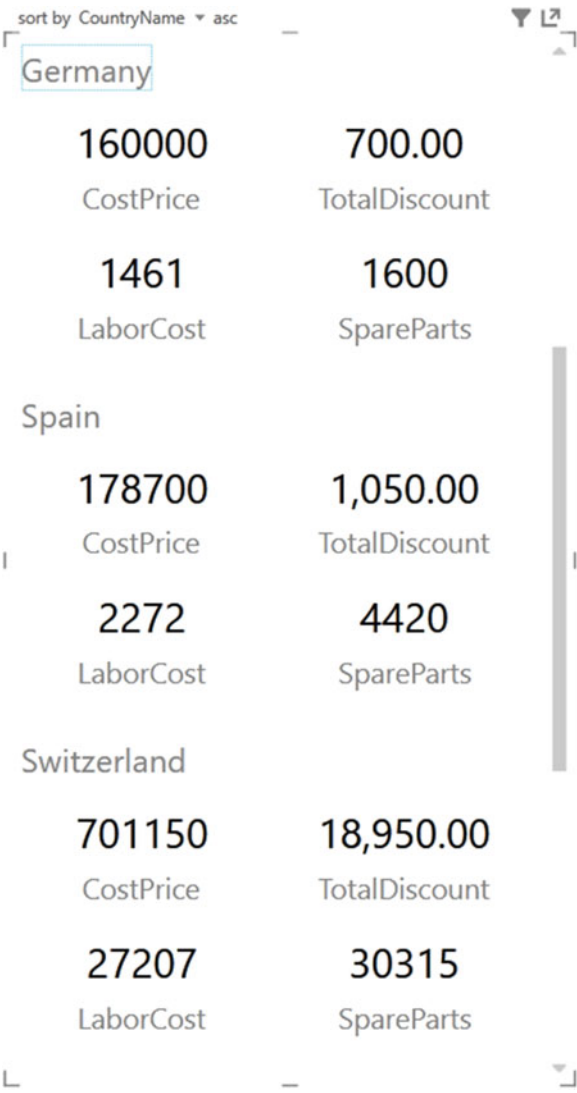 sort by CountryName ▾ asc
Germany
160000 700.00
CostPrice TotalDiscount
1461 1600
LaborCost SpareParts
Spain
178700 1,050.00
CostPrice TotalDiscount
2272 4420
LaborCost SpareParts
Switzerland
701150 18,950.00
CostPrice TotalDiscount
27207 30315
LaborCost SpareParts